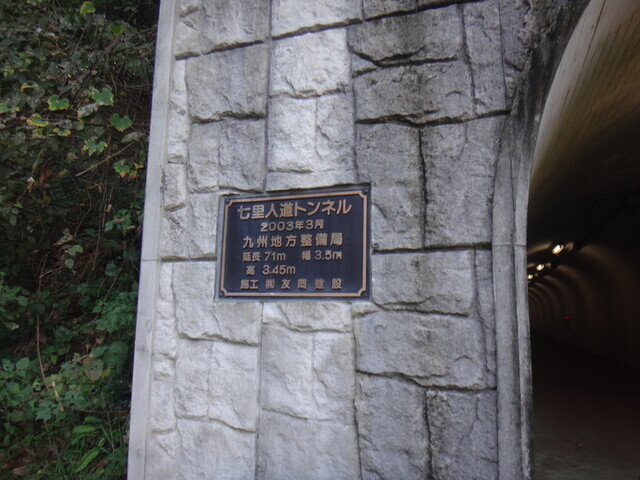 七里人道トンネル
2003年3月
九州地方整備局
延長 71m 幅 3.5m
高 3.45m
施工 ㈲ 友岡 建設